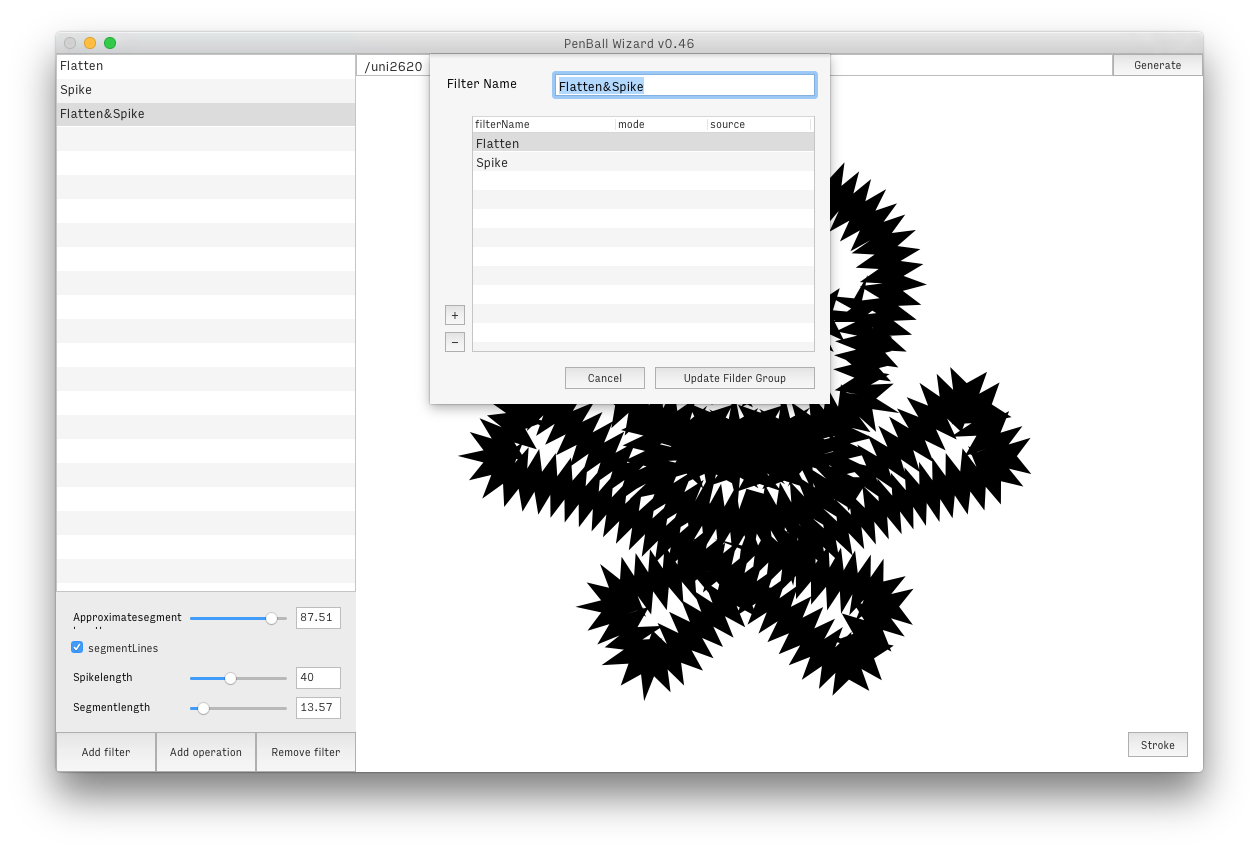 PenBall Wizard v0.46
Flatten
Spike
Flatten&Spike
/uni2620
Generate
Filter Name
Flatten&Spike
filterName mode source
Flatten
Spike
+
−
Cancel
Update Filder Group
Approximatesegment
87.51
segmentLines
Spikelength
40
Segmentlength
13.57
Add filter
Add operation
Remove filter
Stroke